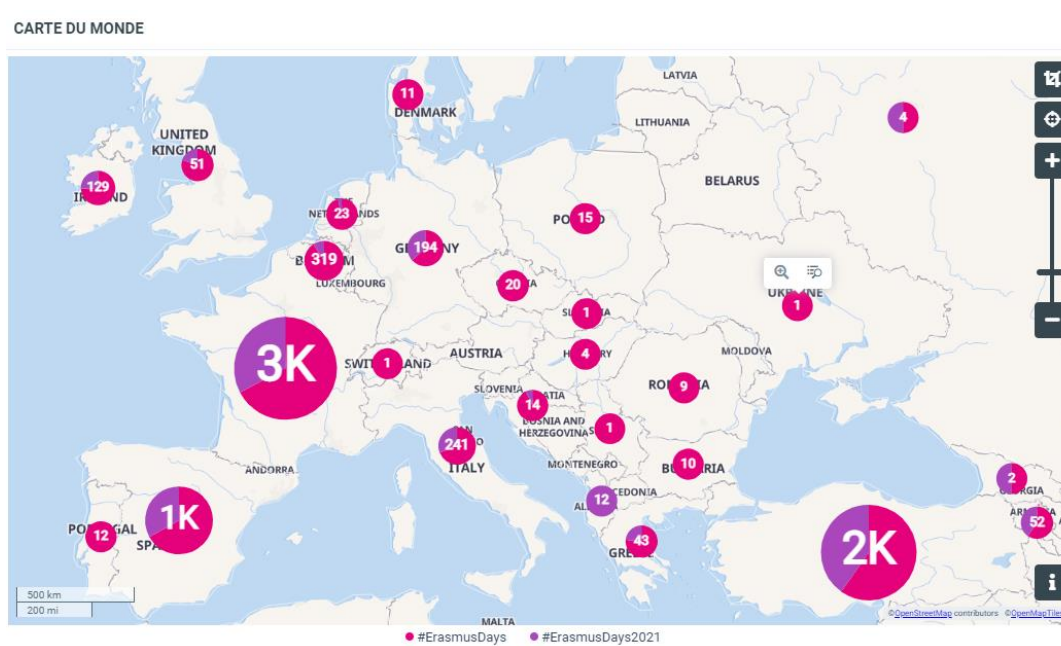 CARTE DU MONDE
LATVIA
11
DENMARK
4
LITHUANIA
UNITED
KINGDOM
51
BELARUS
129
23
15
194
319
LUXEMBOURG
20
1
1
3K
1
AUSTRIA
4
MOLDOVA
9
SLOVENIA
14
BOSNIA AND
HERZEGOVINA
1
241
ITALY
MONTENEGRO
10
ANDORRA
2
12
1K
52
12
43
2K
500 km
200 mi
MALTA
©OpenStreetMap contributors ©OpenMapTiles
#ErasmusDays #ErasmusDays2021